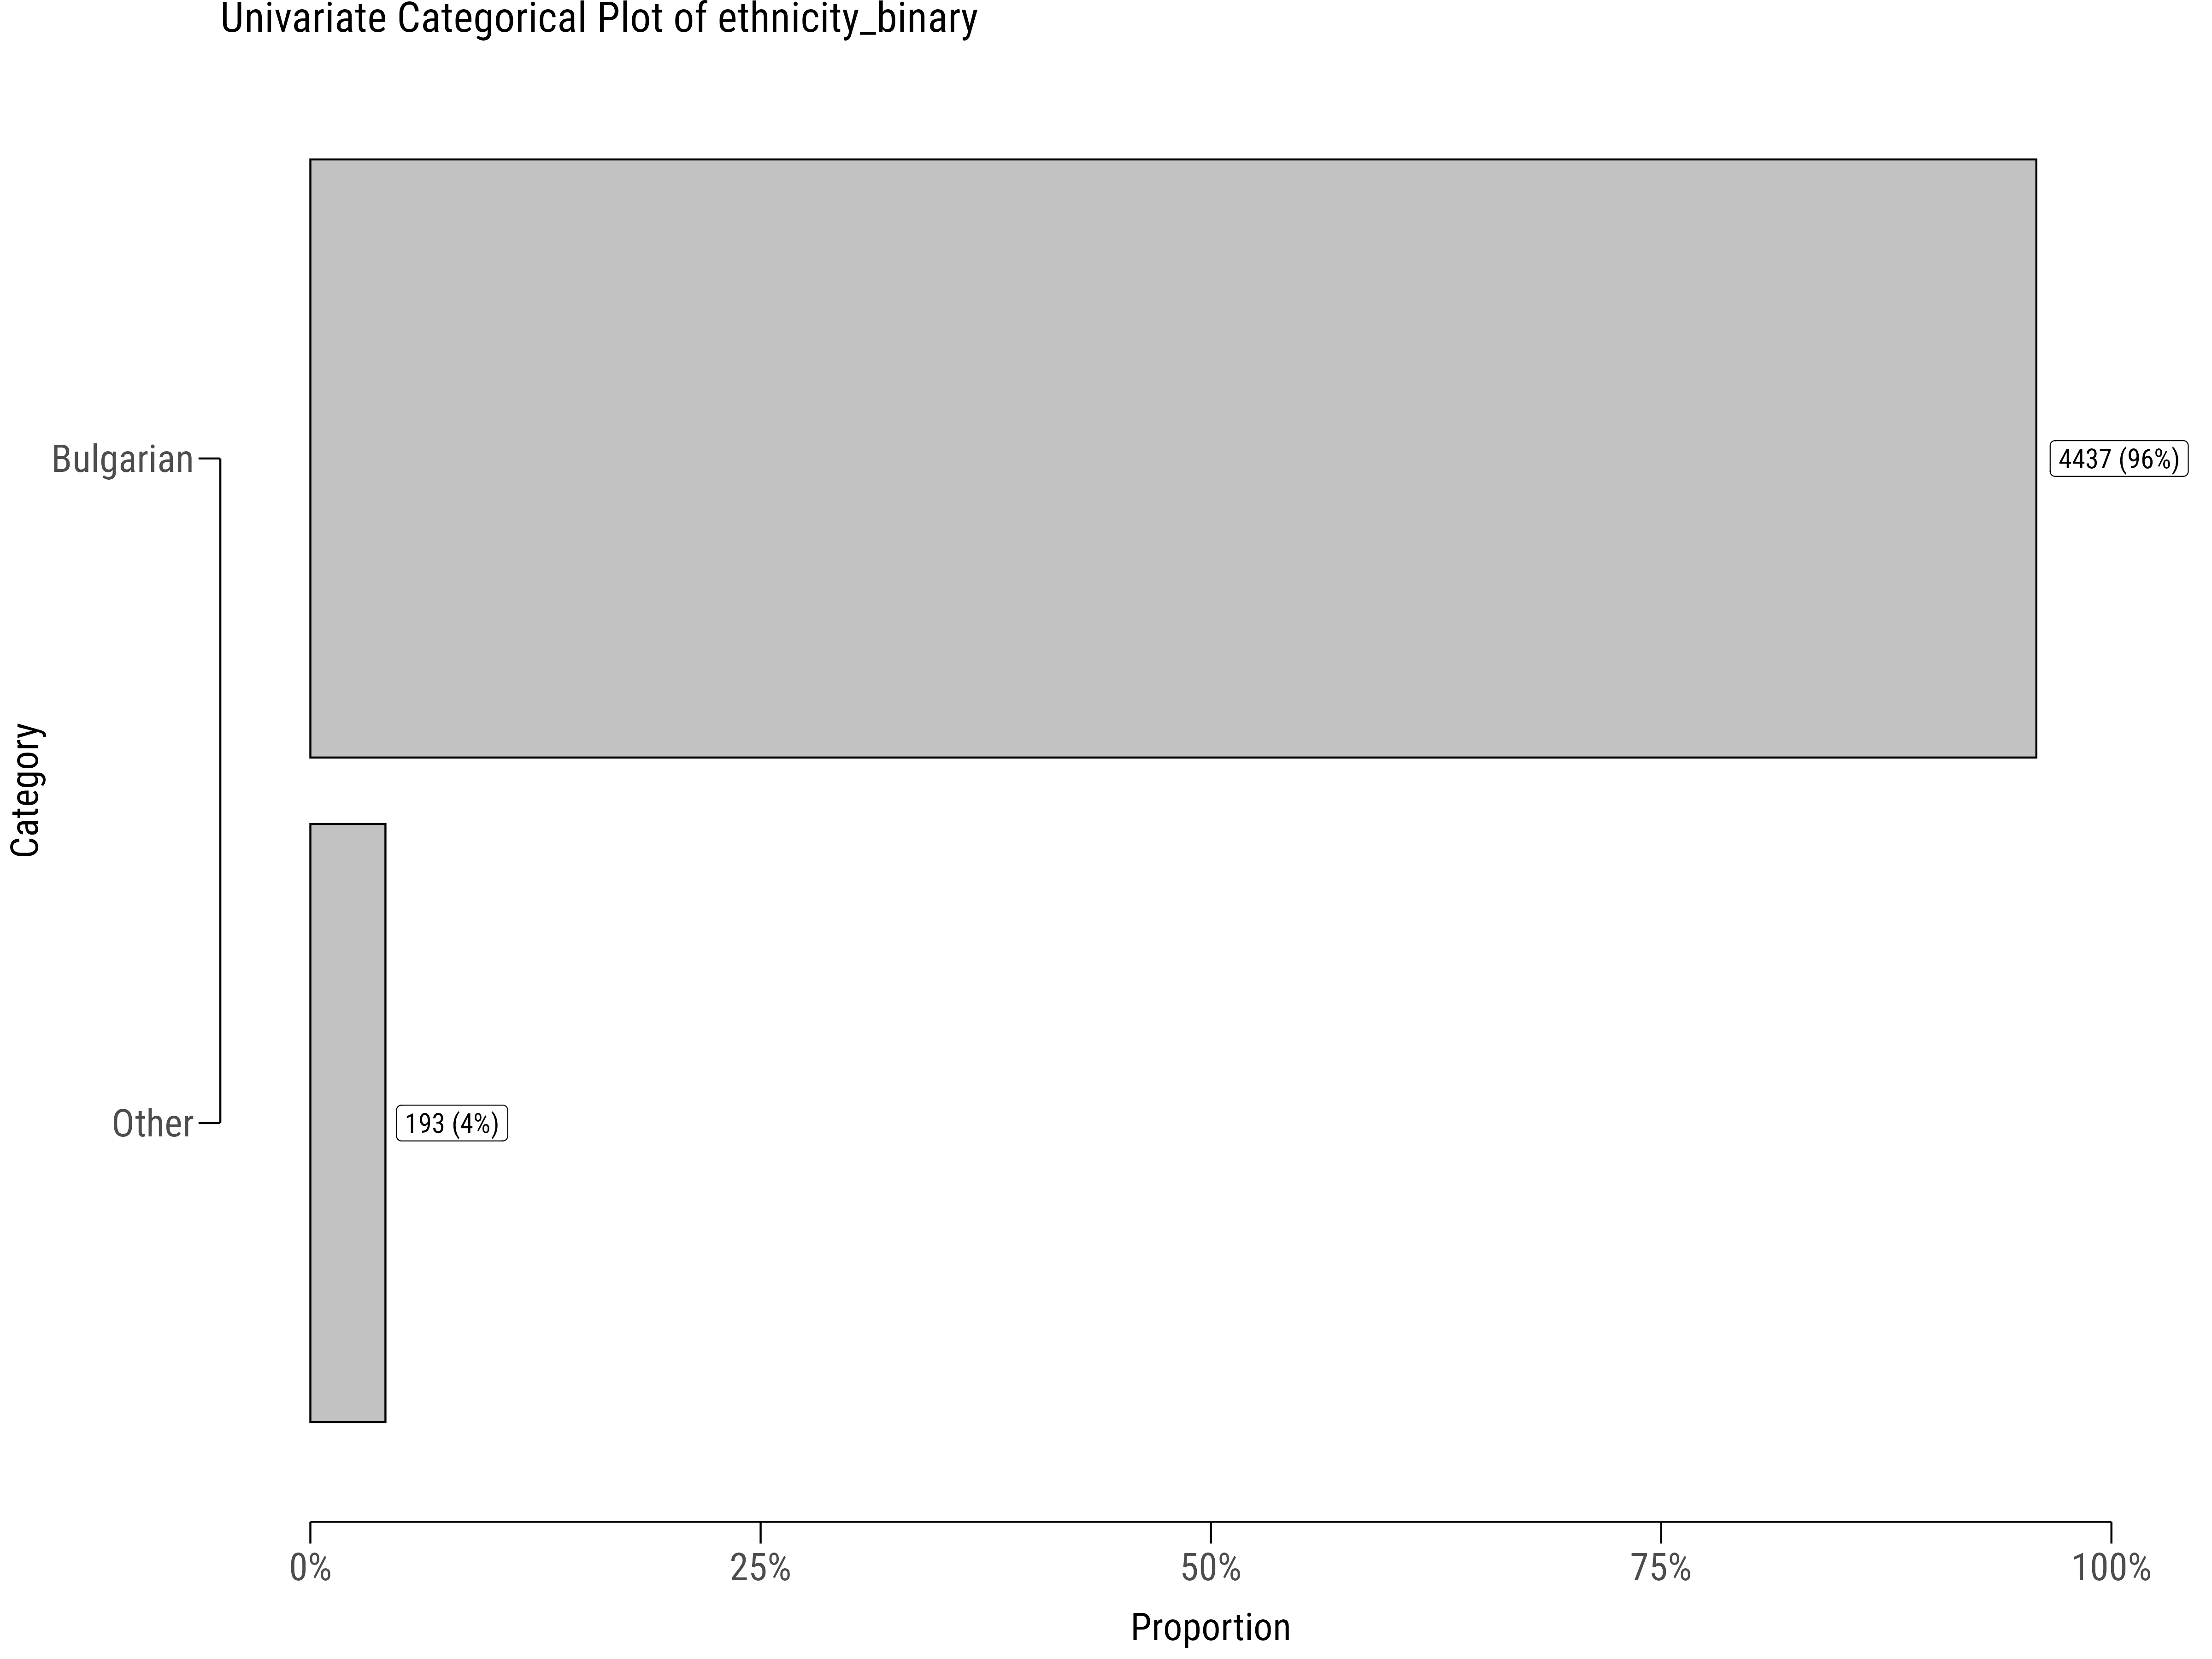 Univariate Categorical Plot of ethnicity_binary
Bulgarian
4437 (96%)
Category
Other
193 (4%)
0%
25%
50%
75%
100%
Proportion